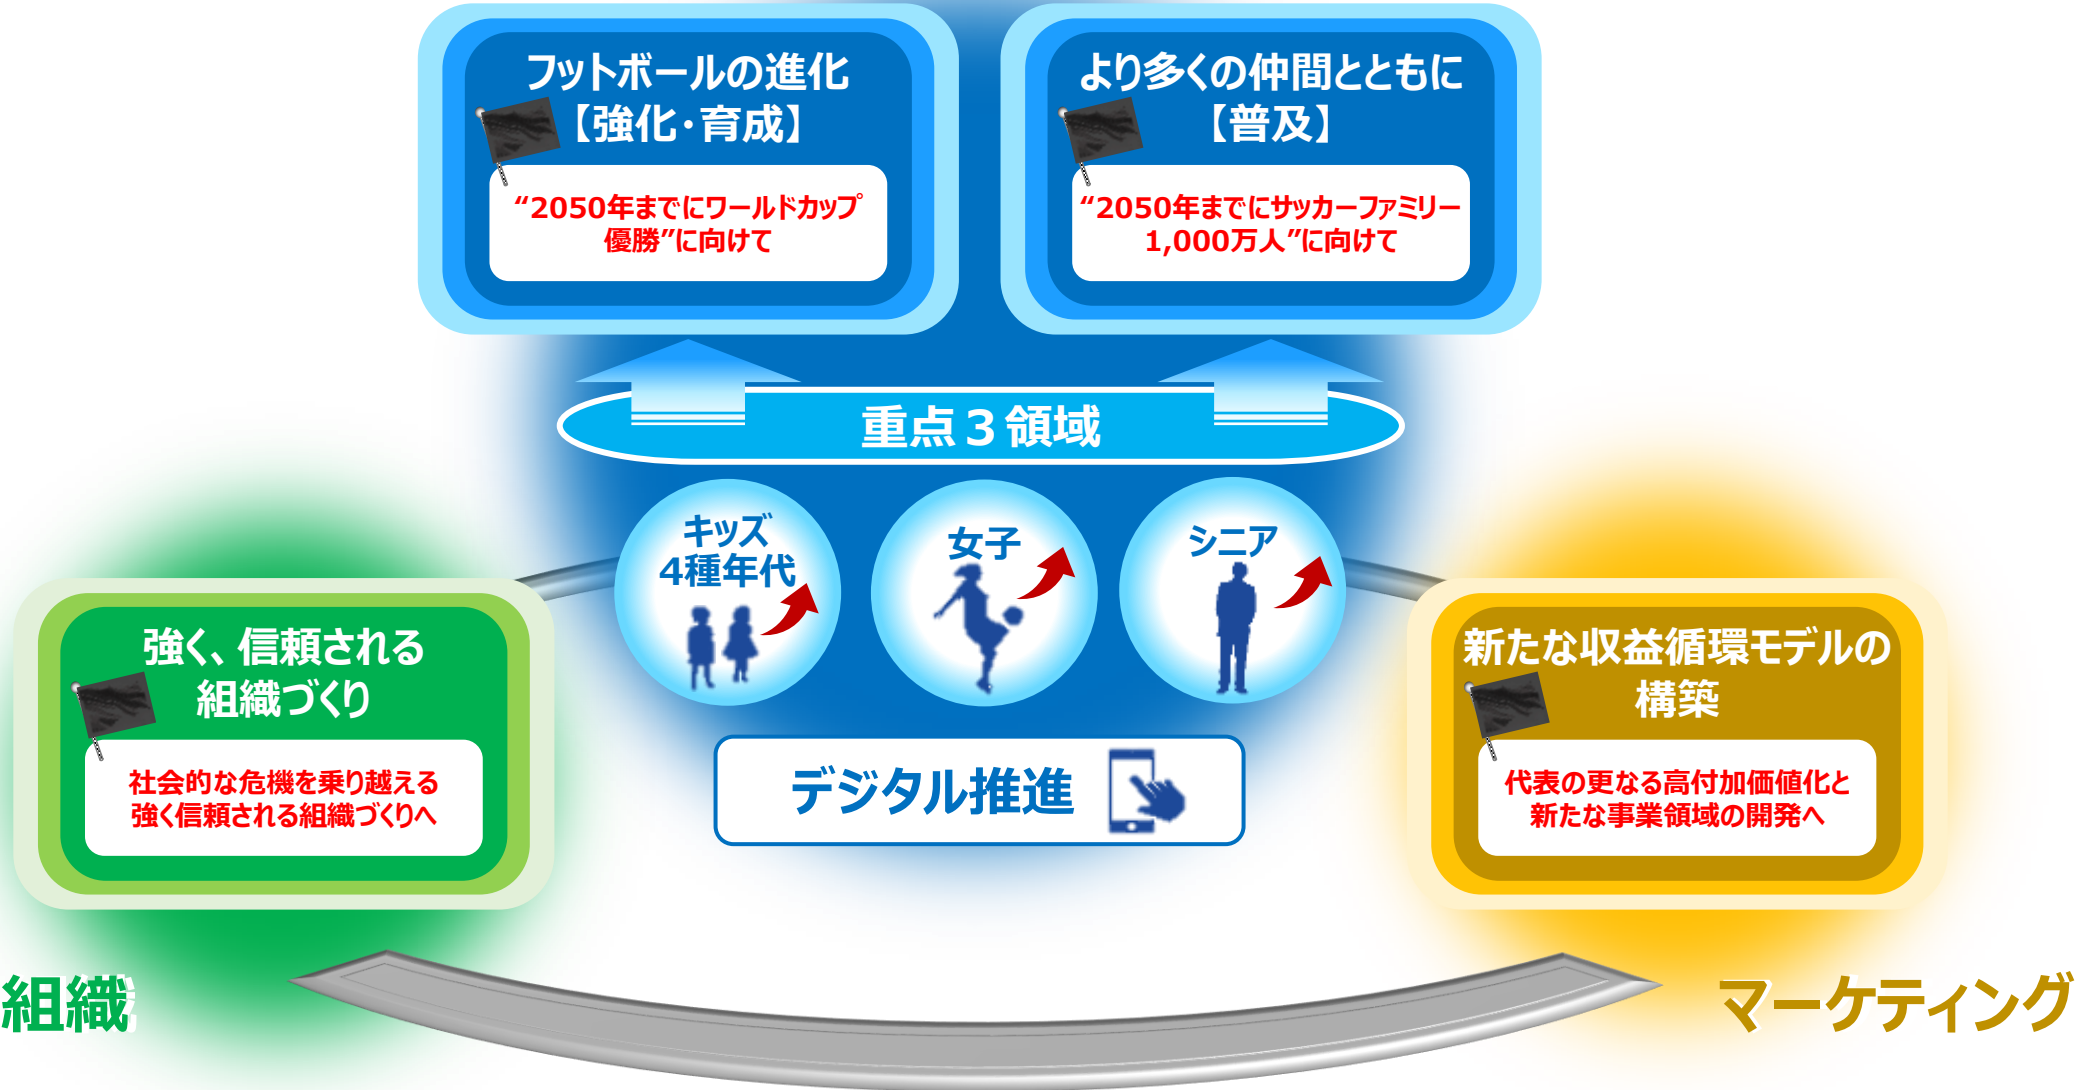 フットボールの進化
【強化・育成】
“2050年までにワールドカップ
優勝”に向けて
より多くの仲間とともに
【普及】
“2050年までにサッカーファミリー
1,000万人”に向けて
重点３領域
キッズ
4種年代
女子
シニア
デジタル推進
強く、信頼される
組織づくり
社会的な危機を乗り越える
強く信頼される組織づくりへ
新たな収益循環モデルの
構築
代表の更なる高付加価値化と
新たな事業領域の開発へ
組織
マーケティング